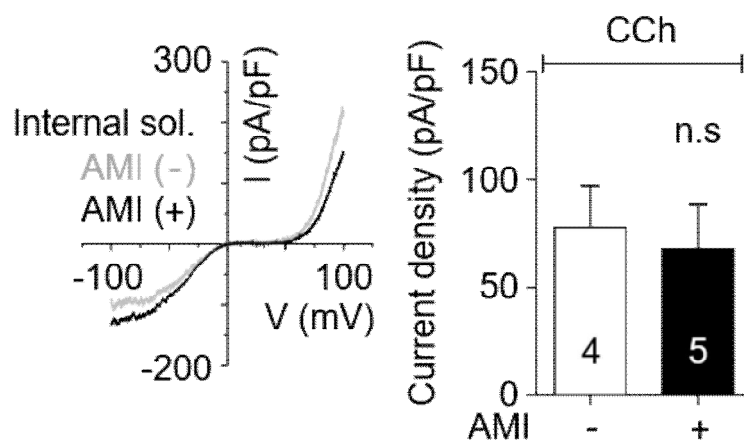 300
I (pA/pF)
Internal sol.
AMI (-)
AMI (+)
-100
100
V (mV)
-200
CCh
Current density (pA/pF)
150
n.s
100
50
0
4
5
AMI - +